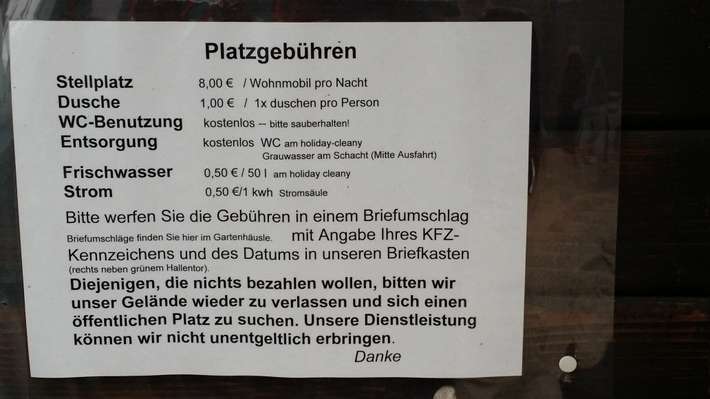 Platzgebühren
Stellplatz 8,00 € / Wohnmobil pro Nacht
Dusche 1,00 € / 1x duschen pro Person
WC-Benutzung kostenlos -- bitte sauberhalten!
Entsorgung kostenlos WC am holiday-cleany
Grauwasser am Schacht (Mitte Ausfahrt)
Frischwasser 0,50 € / 50 l am holiday cleany
Strom 0,50 €/1 kwh Stromsäule
Bitte werfen Sie die Gebühren in einem Briefumschlag
Briefumschläge finden Sie hier im Gartenhäusle. mit Angabe Ihres KFZ-
Kennzeichens und des Datums in unseren Briefkasten
(rechts neben grünem Hallentor).
Diejenigen, die nichts bezahlen wollen, bitten wir
unser Gelände wieder zu verlassen und sich einen
öffentlichen Platz zu suchen. Unsere Dienstleistung
können wir nicht unentgeltlich erbringen.
Danke